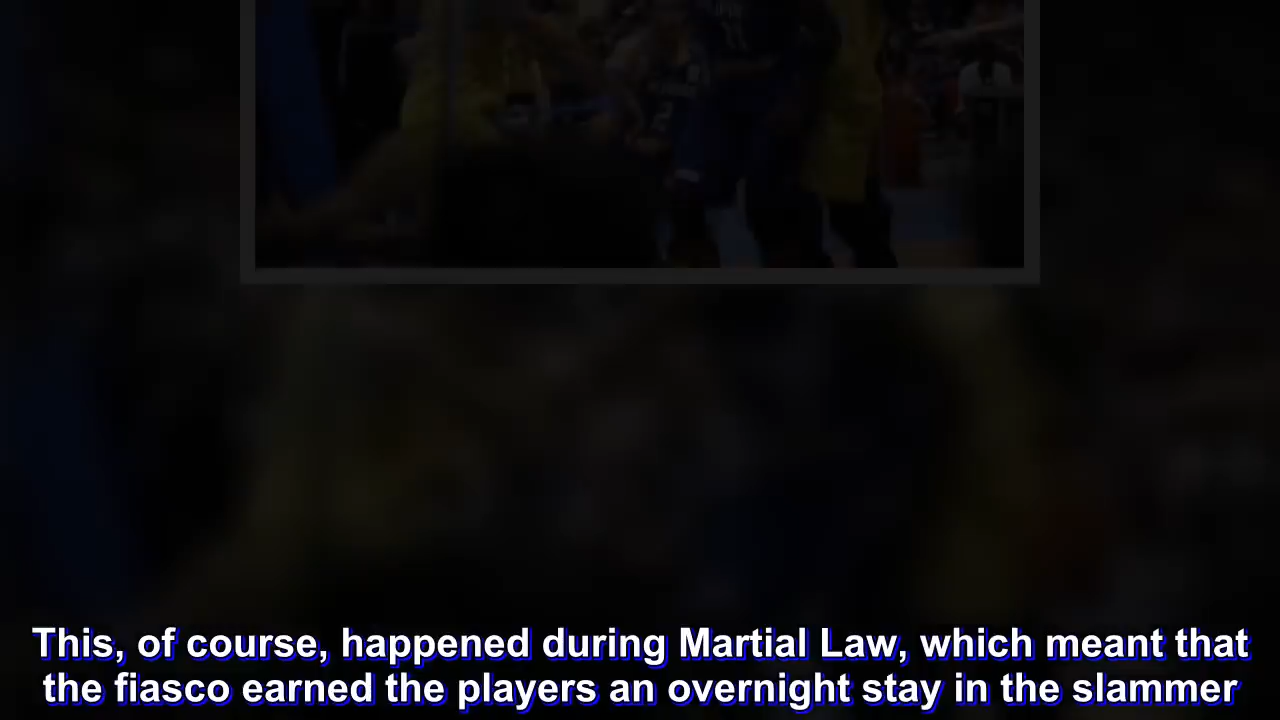 This, of course, happened during Martial Law, which meant that
the fiasco earned the players an overnight stay in the slammer